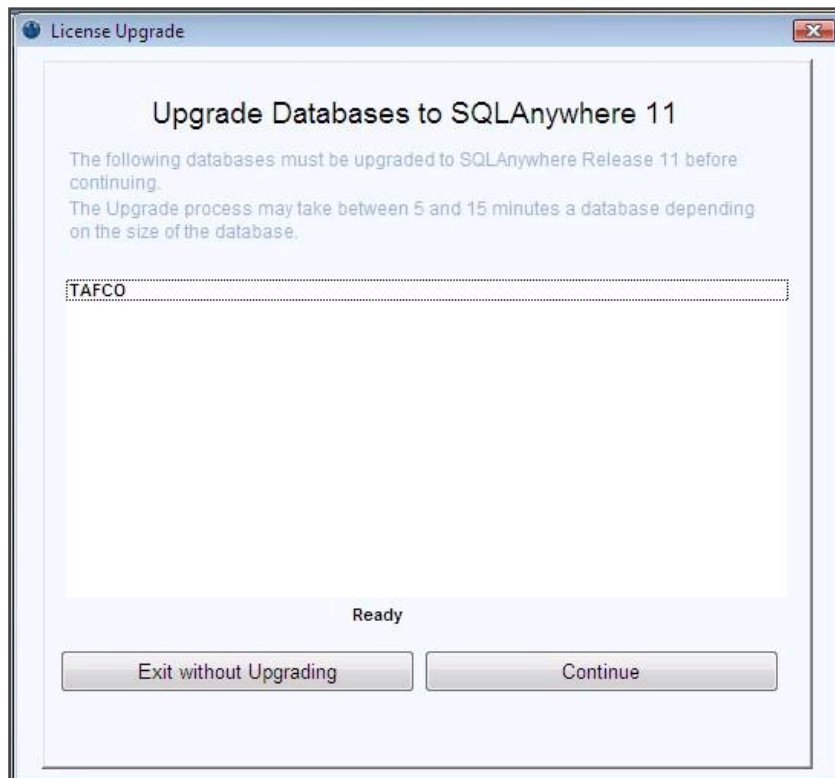 License Upgrade
Upgrade Databases to SQLAnywhere 11
The following databases must be upgraded to SQLAnywhere Release 11 before
continuing.
The Upgrade process may take between 5 and 15 minutes a database depending
on the size of the database.
TAFCO
Ready
Exit without Upgrading
Continue